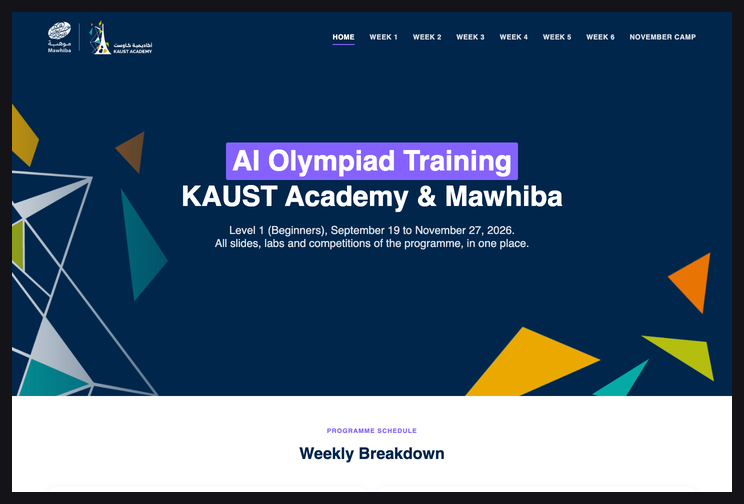 موهبة
Mawhiba
أكاديمية كاوست
KAUST ACADEMY
HOME
WEEK 1
WEEK 2
WEEK 3
WEEK 4
WEEK 5
WEEK 6
NOVEMBER CAMP
AI Olympiad Training
KAUST Academy & Mawhiba
Level 1 (Beginners), September 19 to November 27, 2026.
All slides, labs and competitions of the programme, in one place.
PROGRAMME SCHEDULE
Weekly Breakdown